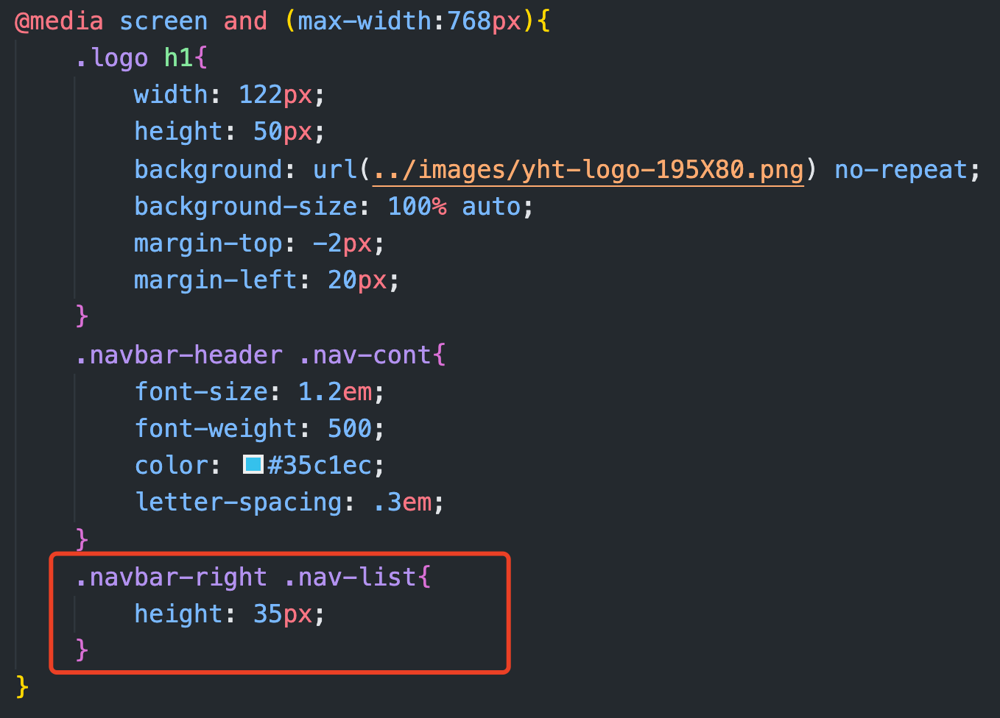 @media screen and (max-width:768px){
.logo h1{
width: 122px;
height: 50px;
background: url(../images/yht-logo-195X80.png) no-repeat;
background-size: 100% auto;
margin-top: -2px;
margin-left: 20px;
}
.navbar-header .nav-cont{
font-size: 1.2em;
font-weight: 500;
color: #35c1ec;
letter-spacing: .3em;
}
.navbar-right .nav-list{
height: 35px;
}
}